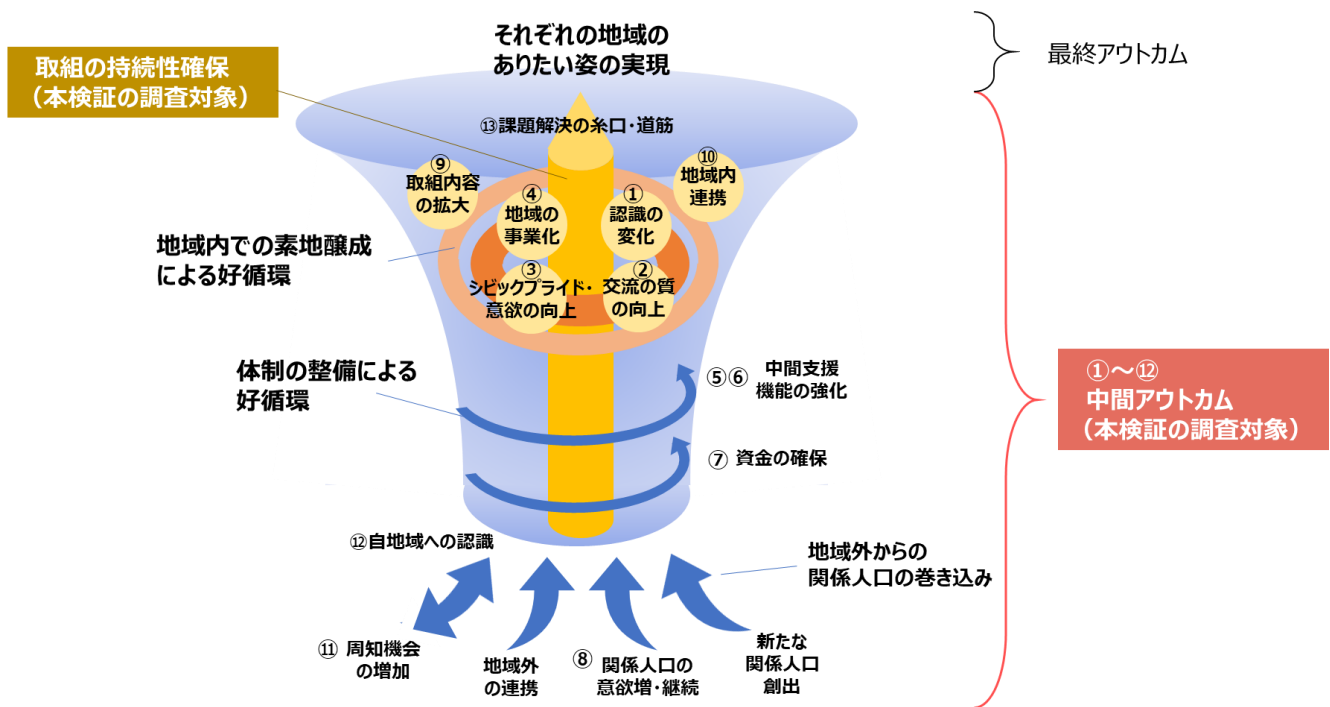 それぞれの地域の
ありたい姿の実現
最終アウトカム
取組の持続性確保
（本検証の調査対象）
⑬課題解決の糸口・道筋
⑨
取組内容
の拡大
④
地域の
事業化
①
認識の
変化
⑩
地域内
連携
③
シビックプライド・
意欲の向上
②
交流の質
の向上
地域内での素地醸成
による好循環
体制の整備による
好循環
⑤⑥ 中間支援
機能の強化
⑦ 資金の確保
①～⑫
中間アウトカム
（本検証の調査対象）
⑫自地域への認識
地域外からの
関係人口の巻き込み
⑪ 周知機会
の増加
地域外
の連携
⑧ 関係人口の
意欲増・継続
新たな
関係人口
創出